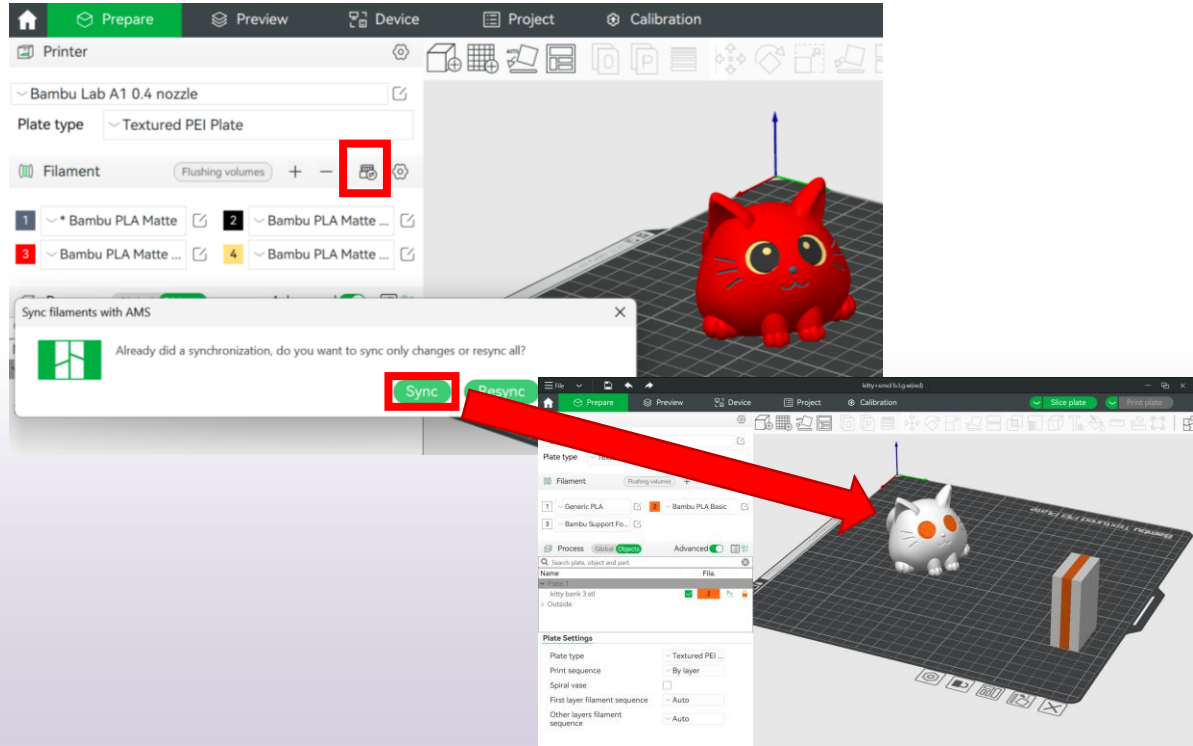 Prepare Preview Device Project Calibration
Printer
Bambu Lab A1 0.4 nozzle
Plate type Textured PEI Plate
Filament Flushing volumes
1 * Bambu PLA Matte 2 Bambu PLA Matte ...
3 Bambu PLA Matte ... 4 Bambu PLA Matte ...
Sync filaments with AMS
Already did a synchronization, do you want to sync only changes or resync all?
Sync Resync
File
Prepare Preview Device Project Calibration Slice plate Print plate
Plate type
Filament Flushing volumes
1 Generic PLA 2 Bambu PLA Basic
3 Bambu Support Fo...
Process Global Objects Advanced
Search plate, object and part.
Name Fila.
Plate 1
kitty bank 3.stl 2
Outside
Plate Settings
Plate type Textured PEI ...
Print sequence By layer
Spiral vase
First layer filament sequence Auto
Other layers filament
sequence Auto
Bambu Textured PEI Plate